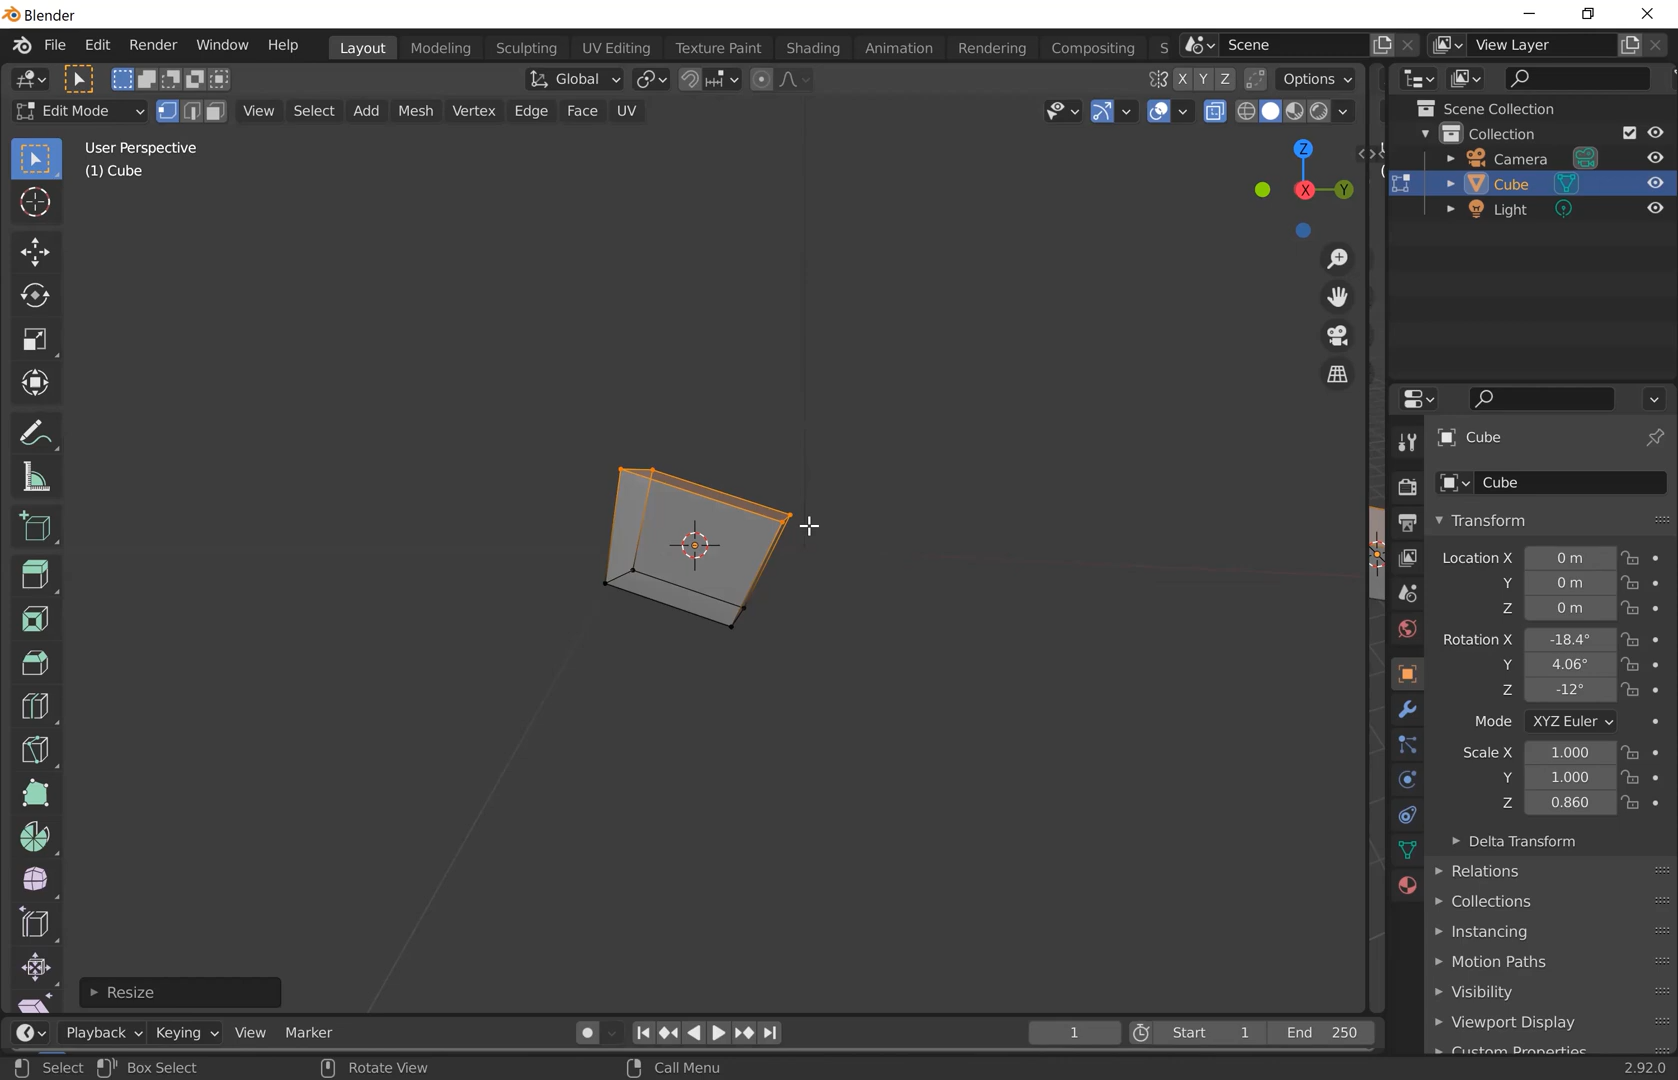 Blender
File Edit Render Window Help Layout Modeling Sculpting UV Editing Texture Paint Shading Animation Rendering Compositing S Scene View Layer
Global X Y Z Options
Edit Mode View Select Add Mesh Vertex Edge Face UV
User Perspective
(1) Cube
Z
X
Y
Scene Collection
Collection
Camera
Cube
Light
Cube
Cube
Transform
Location X 0 m
Y 0 m
Z 0 m
Rotation X -18.4°
Y 4.06°
Z -12°
Mode XYZ Euler
Scale X 1.000
Y 1.000
Z 0.860
Delta Transform
Relations
Collections
Instancing
Motion Paths
Visibility
Viewport Display
Custom Properties
Resize
Playback Keying View Marker 1 Start 1 End 250
Select Box Select Rotate View Call Menu 2.92.0